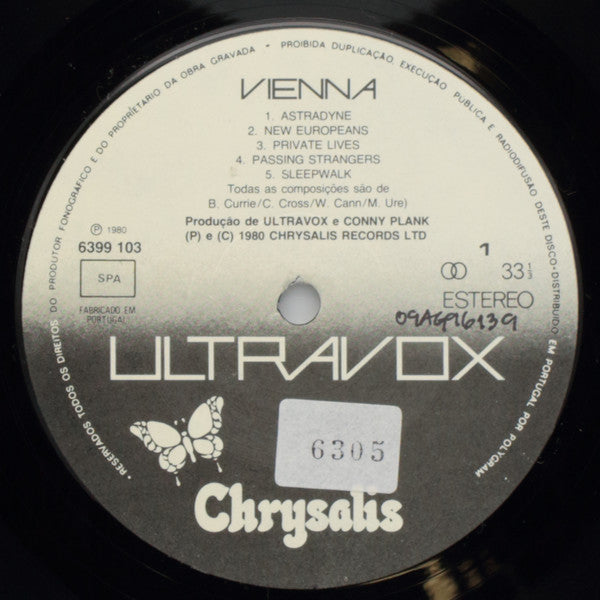 • RESERVADOS TODOS OS DIREITOS DO PRODUTOR FONOGRÁFICO E DO PROPRIETÁRIO DA OBRA GRAVADA • PROIBIDA DUPLICAÇÃO, EXECUÇÃO PÚBLICA E RADIODIFUSÃO DESTE DISCO • DISTRIBUIDO EM PORTUGAL POR POLYGRAM •
VIENNA
1. ASTRADYNE
2. NEW EUROPEANS
3. PRIVATE LIVES
4. PASSING STRANGERS
5. SLEEPWALK
Todas as composições são de
B, Currie/C. Cross/W. Cann/M. Ure)
Produção de ULTRAVOX e CONNY PLANK
(P) e (C) 1980 CHRYSALIS RECORDS LTD
Ⓟ 1980
6399 103
SPA
FABRICADO EM
PORTUGAL
1
33 1/3
ESTEREO
ULTRAVOX
6305
Chrysalis